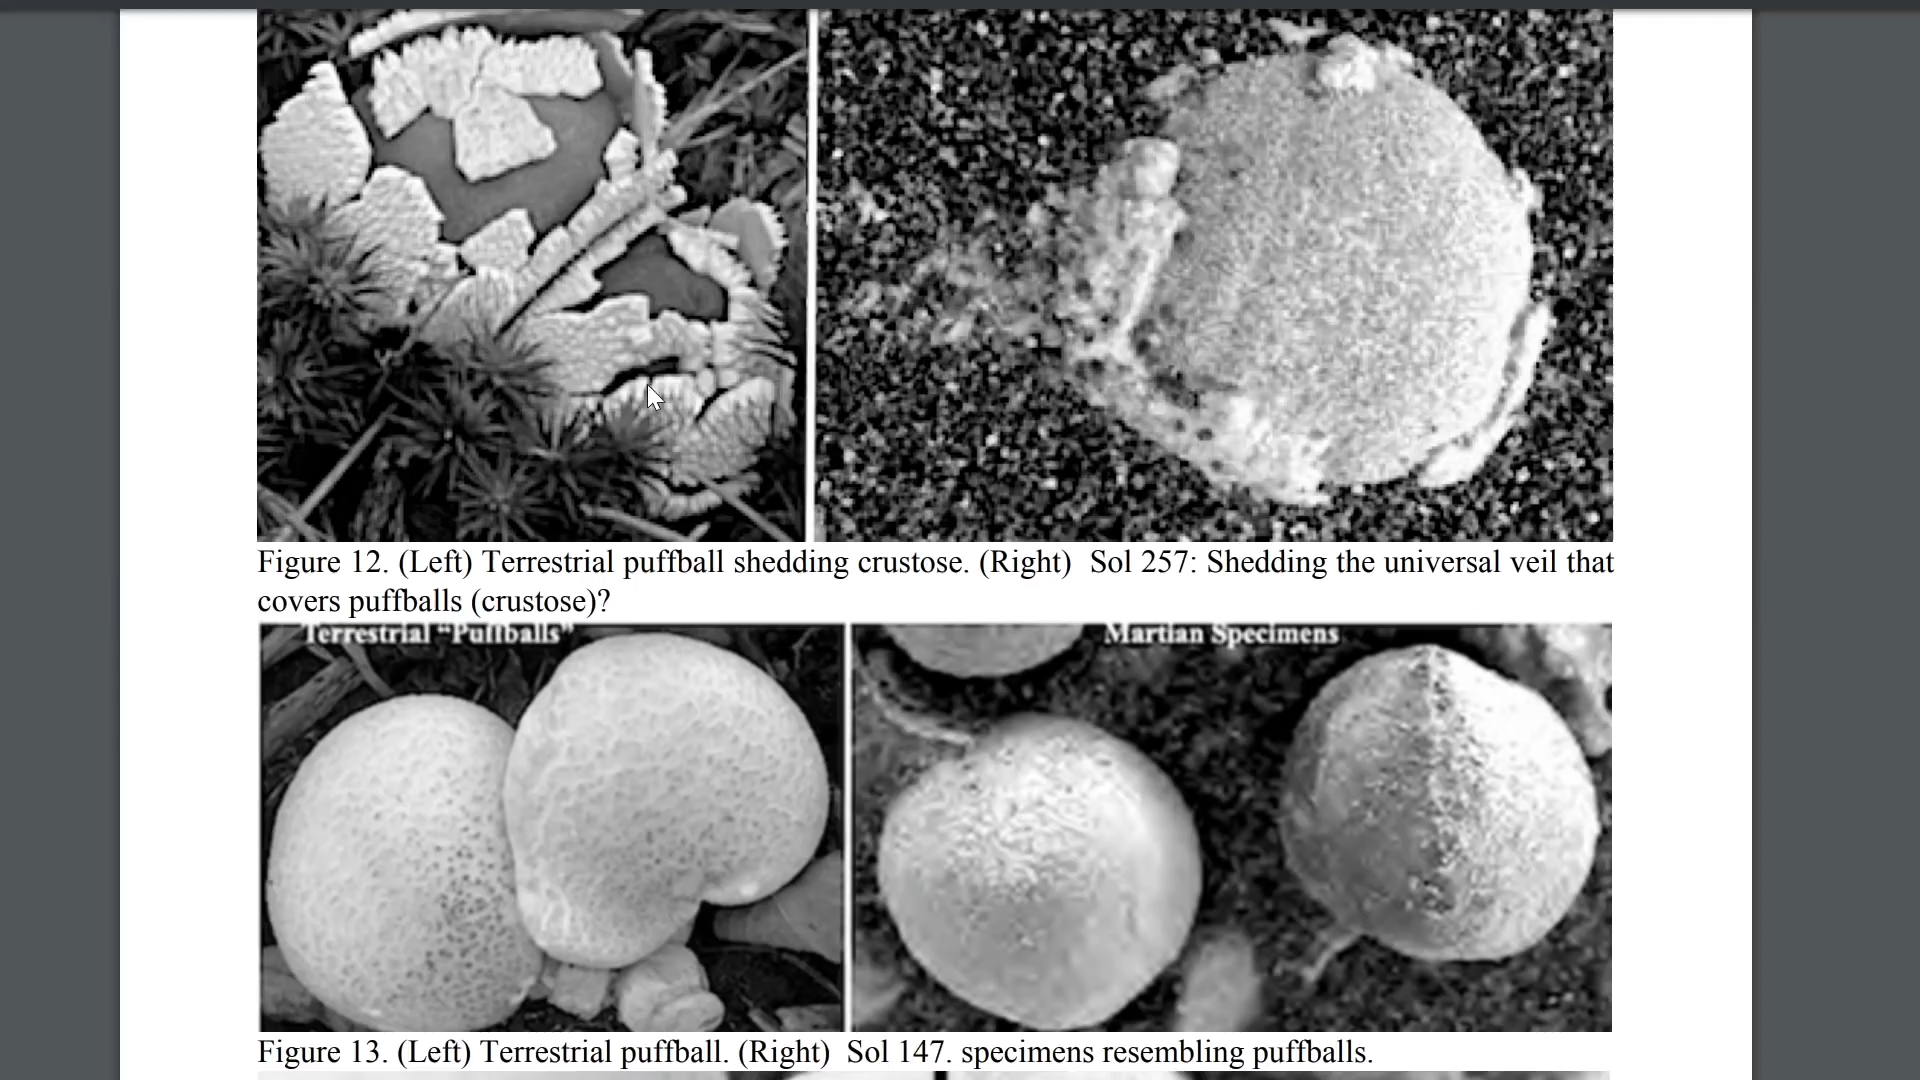 Figure 12. (Left) Terrestrial puffball shedding crustose. (Right) Sol 257: Shedding the universal veil that
covers puffballs (crustose)?
Terrestrial “Puffballs”
Martian Specimens
Figure 13. (Left) Terrestrial puffball. (Right) Sol 147. specimens resembling puffballs.